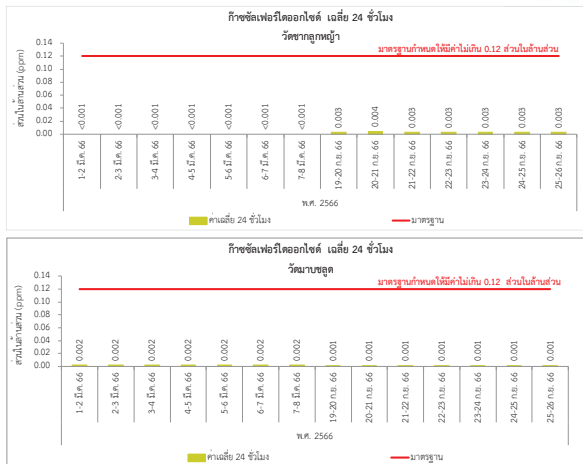 ก๊าซซัลเฟอร์ไดออกไซด์ เฉลี่ย 24 ชั่วโมง
วัดชากลูกหญ้า
มาตรฐานกำหนดให้มีค่าไม่เกิน 0.12 ส่วนในล้านส่วน
ส่วนในล้านส่วน (ppm)
0.14
0.12
0.10
0.08
0.06
0.04
0.02
0.00
<0.001 <0.001 <0.001 <0.001 <0.001 <0.001 <0.001 0.003 0.004 0.003 0.003 0.003 0.003 0.003
1-2 มี.ค. 66 2-3 มี.ค. 66 3-4 มี.ค. 66 4-5 มี.ค. 66 5-6 มี.ค. 66 6-7 มี.ค. 66 7-8 มี.ค. 66 19-20 ก.ย. 66 20-21 ก.ย. 66 21-22 ก.ย. 66 22-23 ก.ย. 66 23-24 ก.ย. 66 24-25 ก.ย. 66 25-26 ก.ย. 66
พ.ศ. 2566
ค่าเฉลี่ย 24 ชั่วโมง มาตรฐาน
ก๊าซซัลเฟอร์ไดออกไซด์ เฉลี่ย 24 ชั่วโมง
วัดมาบชลูด
มาตรฐานกำหนดให้มีค่าไม่เกิน 0.12 ส่วนในล้านส่วน
ส่วนในล้านส่วน (ppm)
0.14
0.12
0.10
0.08
0.06
0.04
0.02
0.00
0.002 0.002 0.002 0.002 0.002 0.002 0.002 0.001 0.001 0.001 0.001 0.001 0.001 0.001
1-2 มี.ค. 66 2-3 มี.ค. 66 3-4 มี.ค. 66 4-5 มี.ค. 66 5-6 มี.ค. 66 6-7 มี.ค. 66 7-8 มี.ค. 66 19-20 ก.ย. 66 20-21 ก.ย. 66 21-22 ก.ย. 66 22-23 ก.ย. 66 23-24 ก.ย. 66 24-25 ก.ย. 66 25-26 ก.ย. 66
พ.ศ. 2566
ค่าเฉลี่ย 24 ชั่วโมง มาตรฐาน